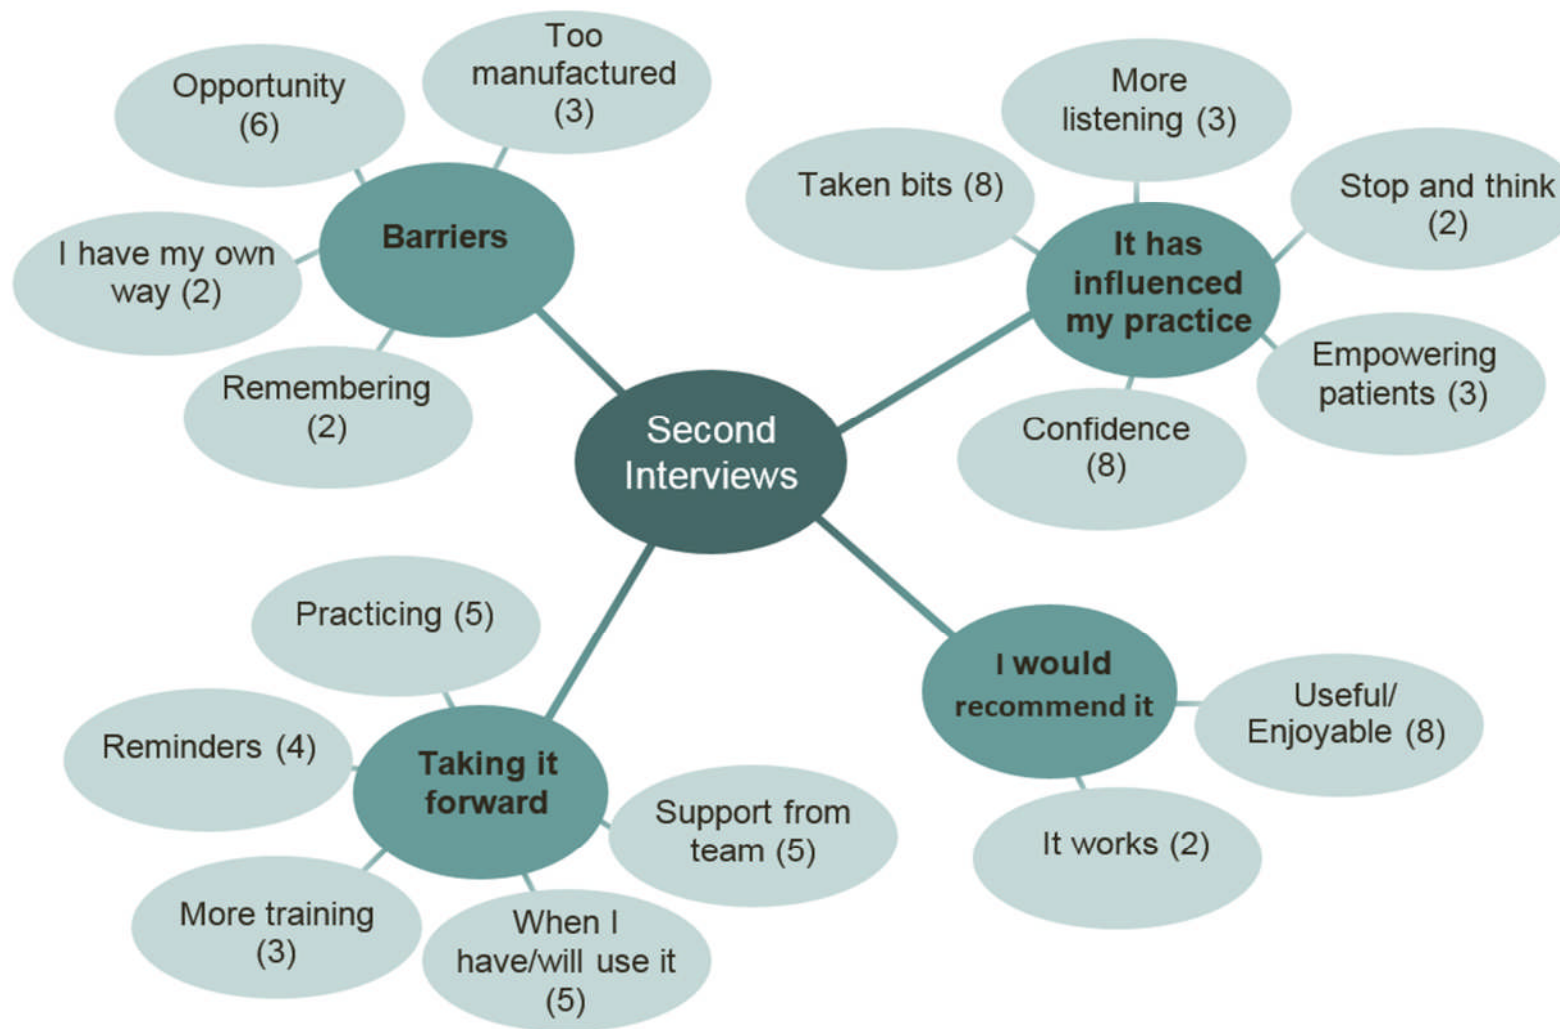 Too
manufactured
(3)
Opportunity
(6)
Barriers
I have my own
way (2)
Remembering
(2)
More
listening (3)
Taken bits (8)
Stop and think
(2)
It has
influenced
my practice
Empowering
patients (3)
Confidence
(8)
Second
Interviews
Practicing (5)
Reminders (4)
Taking it
forward
Support from
team (5)
More training
(3)
When I
have/will use it
(5)
I would
recommend it
Useful/
Enjoyable (8)
It works (2)